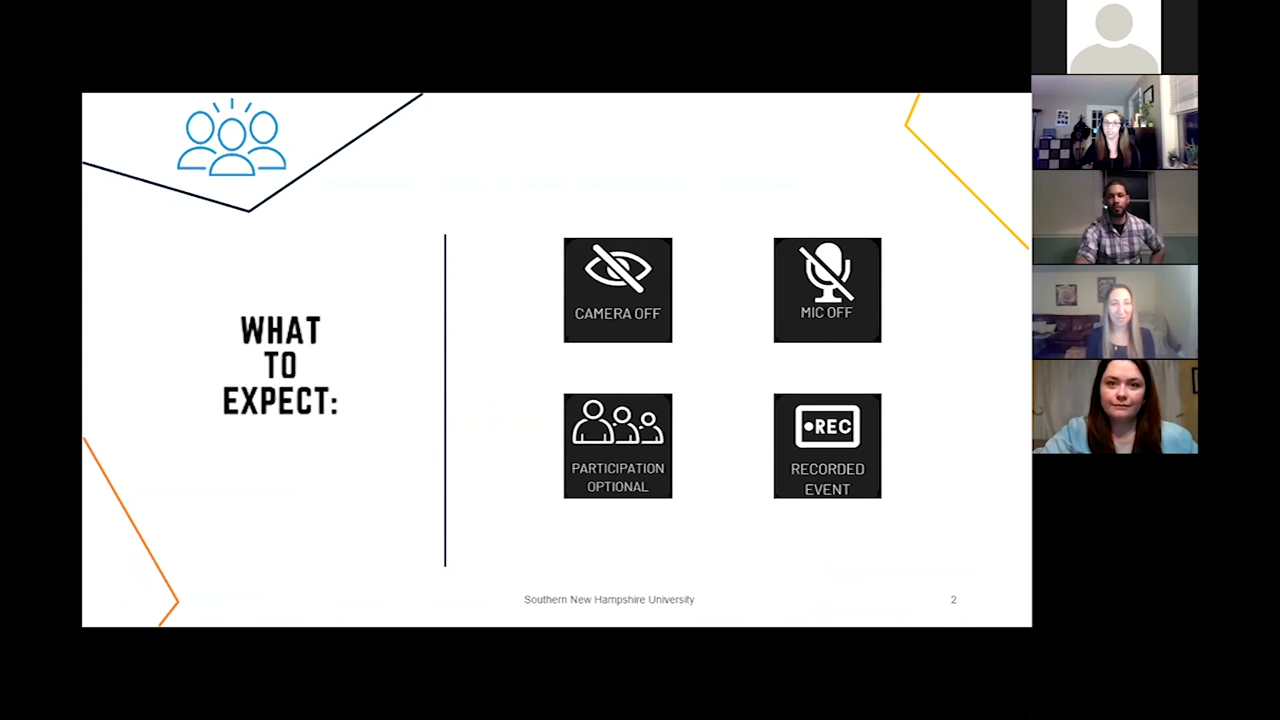 WHAT
TO
EXPECT:
CAMERA OFF
MIC OFF
PARTICIPATION
OPTIONAL
REC
RECORDED
EVENT
Southern New Hampshire University
2